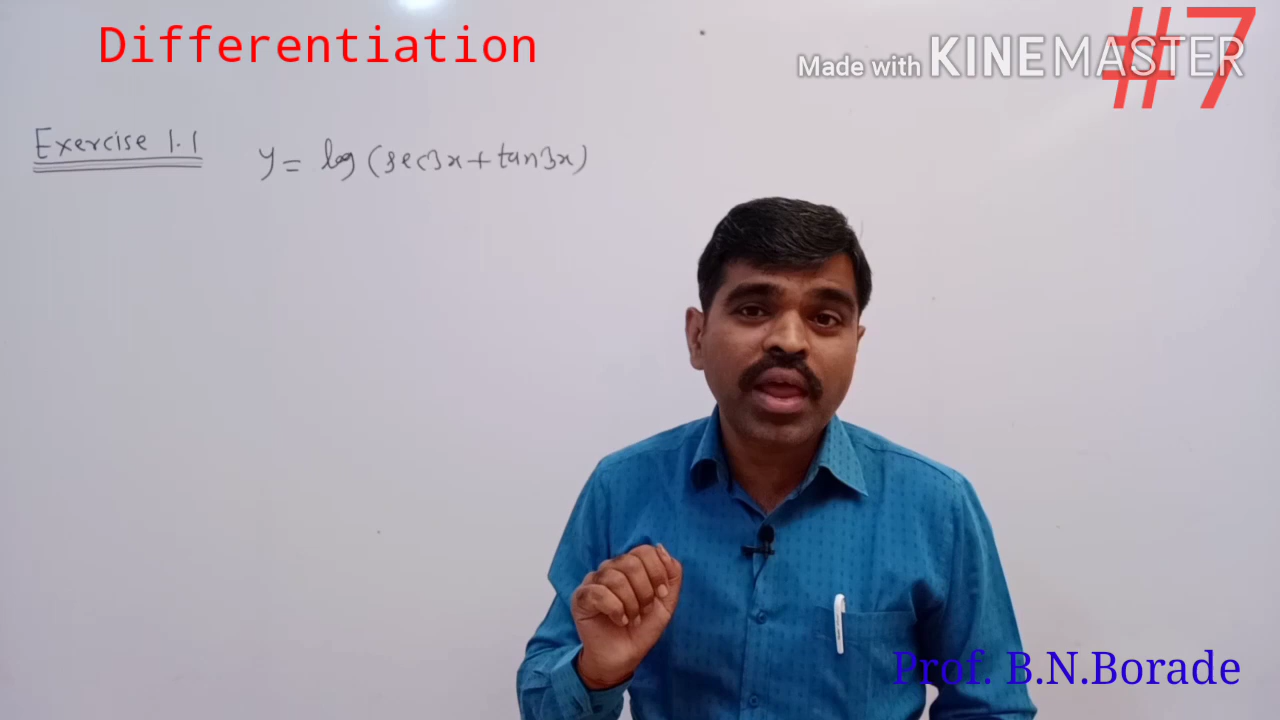 Differentiation
#7
Made with KINEMASTER
Exercise 1.1
y = log (sec3x + tan3x)
Prof. B.N.Borade